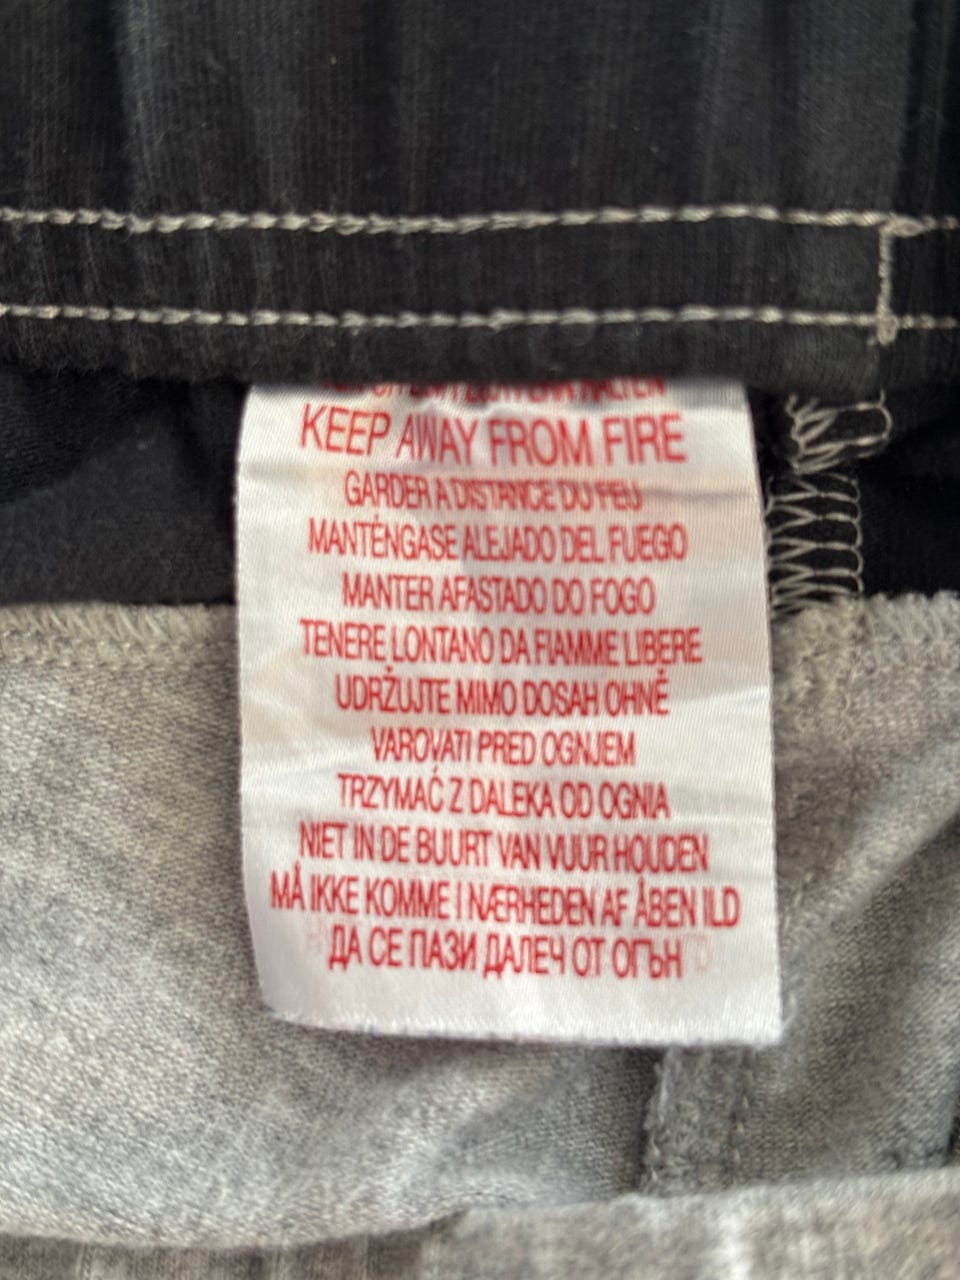 HALTEN
KEEP AWAY FROM FIRE
GARDER A DISTANCE DU FEU
MANTÉNGASE ALEJADO DEL FUEGO
MANTER AFASTADO DO FOGO
TENERE LONTANO DA FIAMME LIBERE
UDRŽUJTE MIMO DOSAH OHNĚ
VAROVATI PRED OGNJEM
TRZYMAĆ Z DALEKA OD OGNIA
NIET IN DE BUURT VAN VUUR HOUDEN
MÅ IKKE KOMME I NÆRHEDEN AF ÅBEN ILD
ДА СЕ ПАЗИ ДАЛЕЧ ОТ ОГЪН